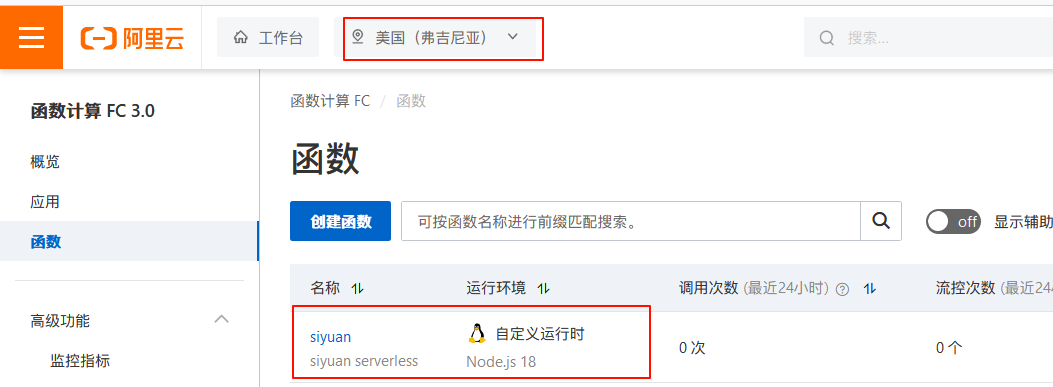 阿里云 工作台 美国（弗吉尼亚） 搜索...
函数计算 FC 3.0
概览
应用
函数
高级功能
监控指标
函数计算 FC / 函数
函数
创建函数 可按函数名称进行前缀匹配搜索。 off 显示辅助
名称 运行环境 调用次数 (最近24小时) 流控次数 (最近24
siyuan 自定义运行时 0 次 0 个
siyuan serverless Node.js 18